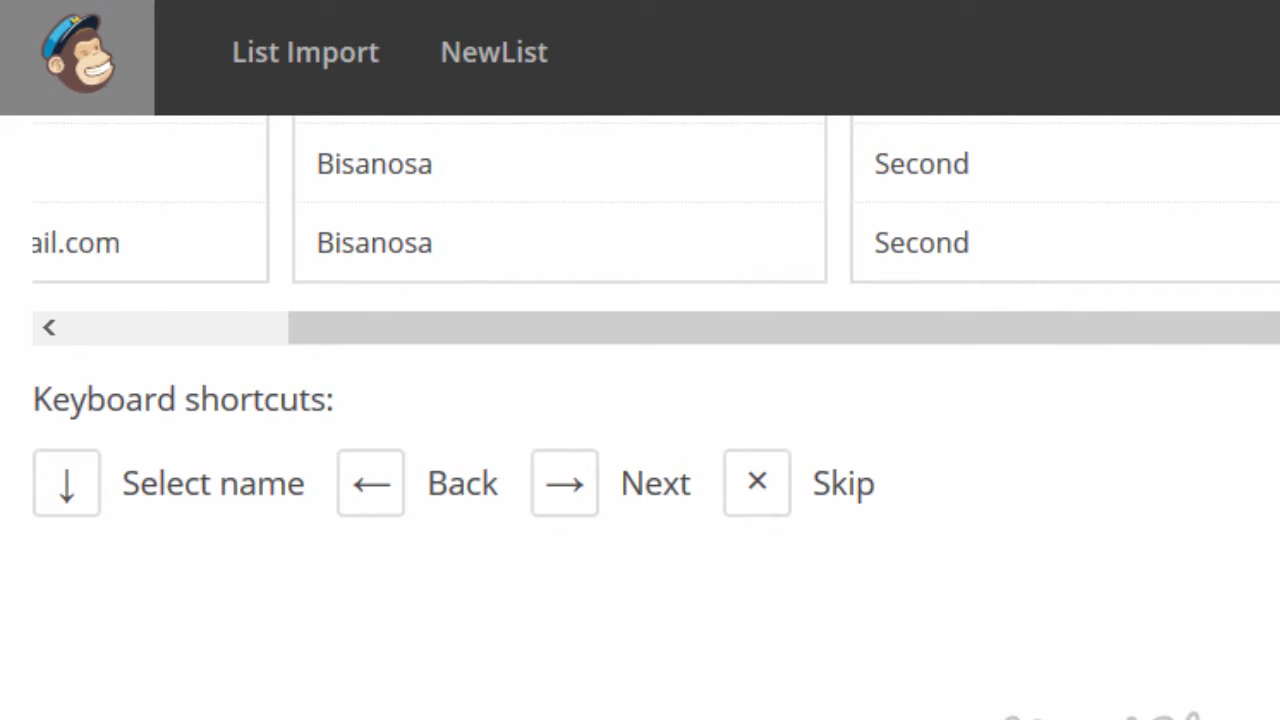 List Import NewList
Bisanosa Second
ail.com Bisanosa Second
Keyboard shortcuts:
↓ Select name ← Back → Next × Skip